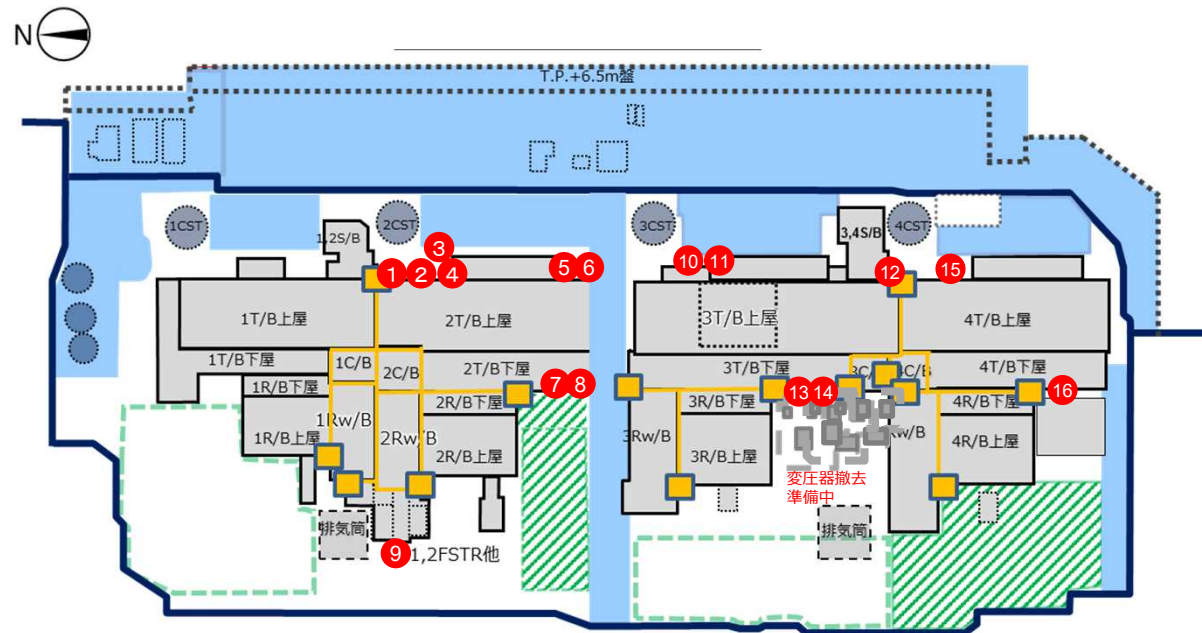 N
T.P.+6.5m盤
1CST
2CST
3CST
4CST
1,2S/B
3,4S/B
3
1
2
4
5
6
10
11
12
15
1T/B上屋
2T/B上屋
3T/B上屋
4T/B上屋
1T/B下屋
1C/B
2C/B
2T/B下屋
3T/B下屋
4T/B下屋
7
8
13
14
16
1R/B下屋
2R/B下屋
3R/B下屋
4R/B下屋
1Rw/B
2Rw/B
3Rw/B
1R/B上屋
2R/B上屋
3R/B上屋
4R/B上屋
変圧器撤去
準備中
排気筒
排気筒
9
1,2FSTR他